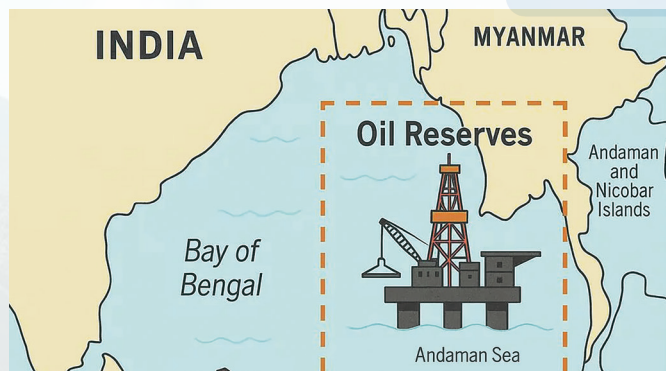 INDIA
MYANMAR
Oil Reserves
Andaman
and
Nicobar
Islands
Bay of
Bengal
Andaman Sea